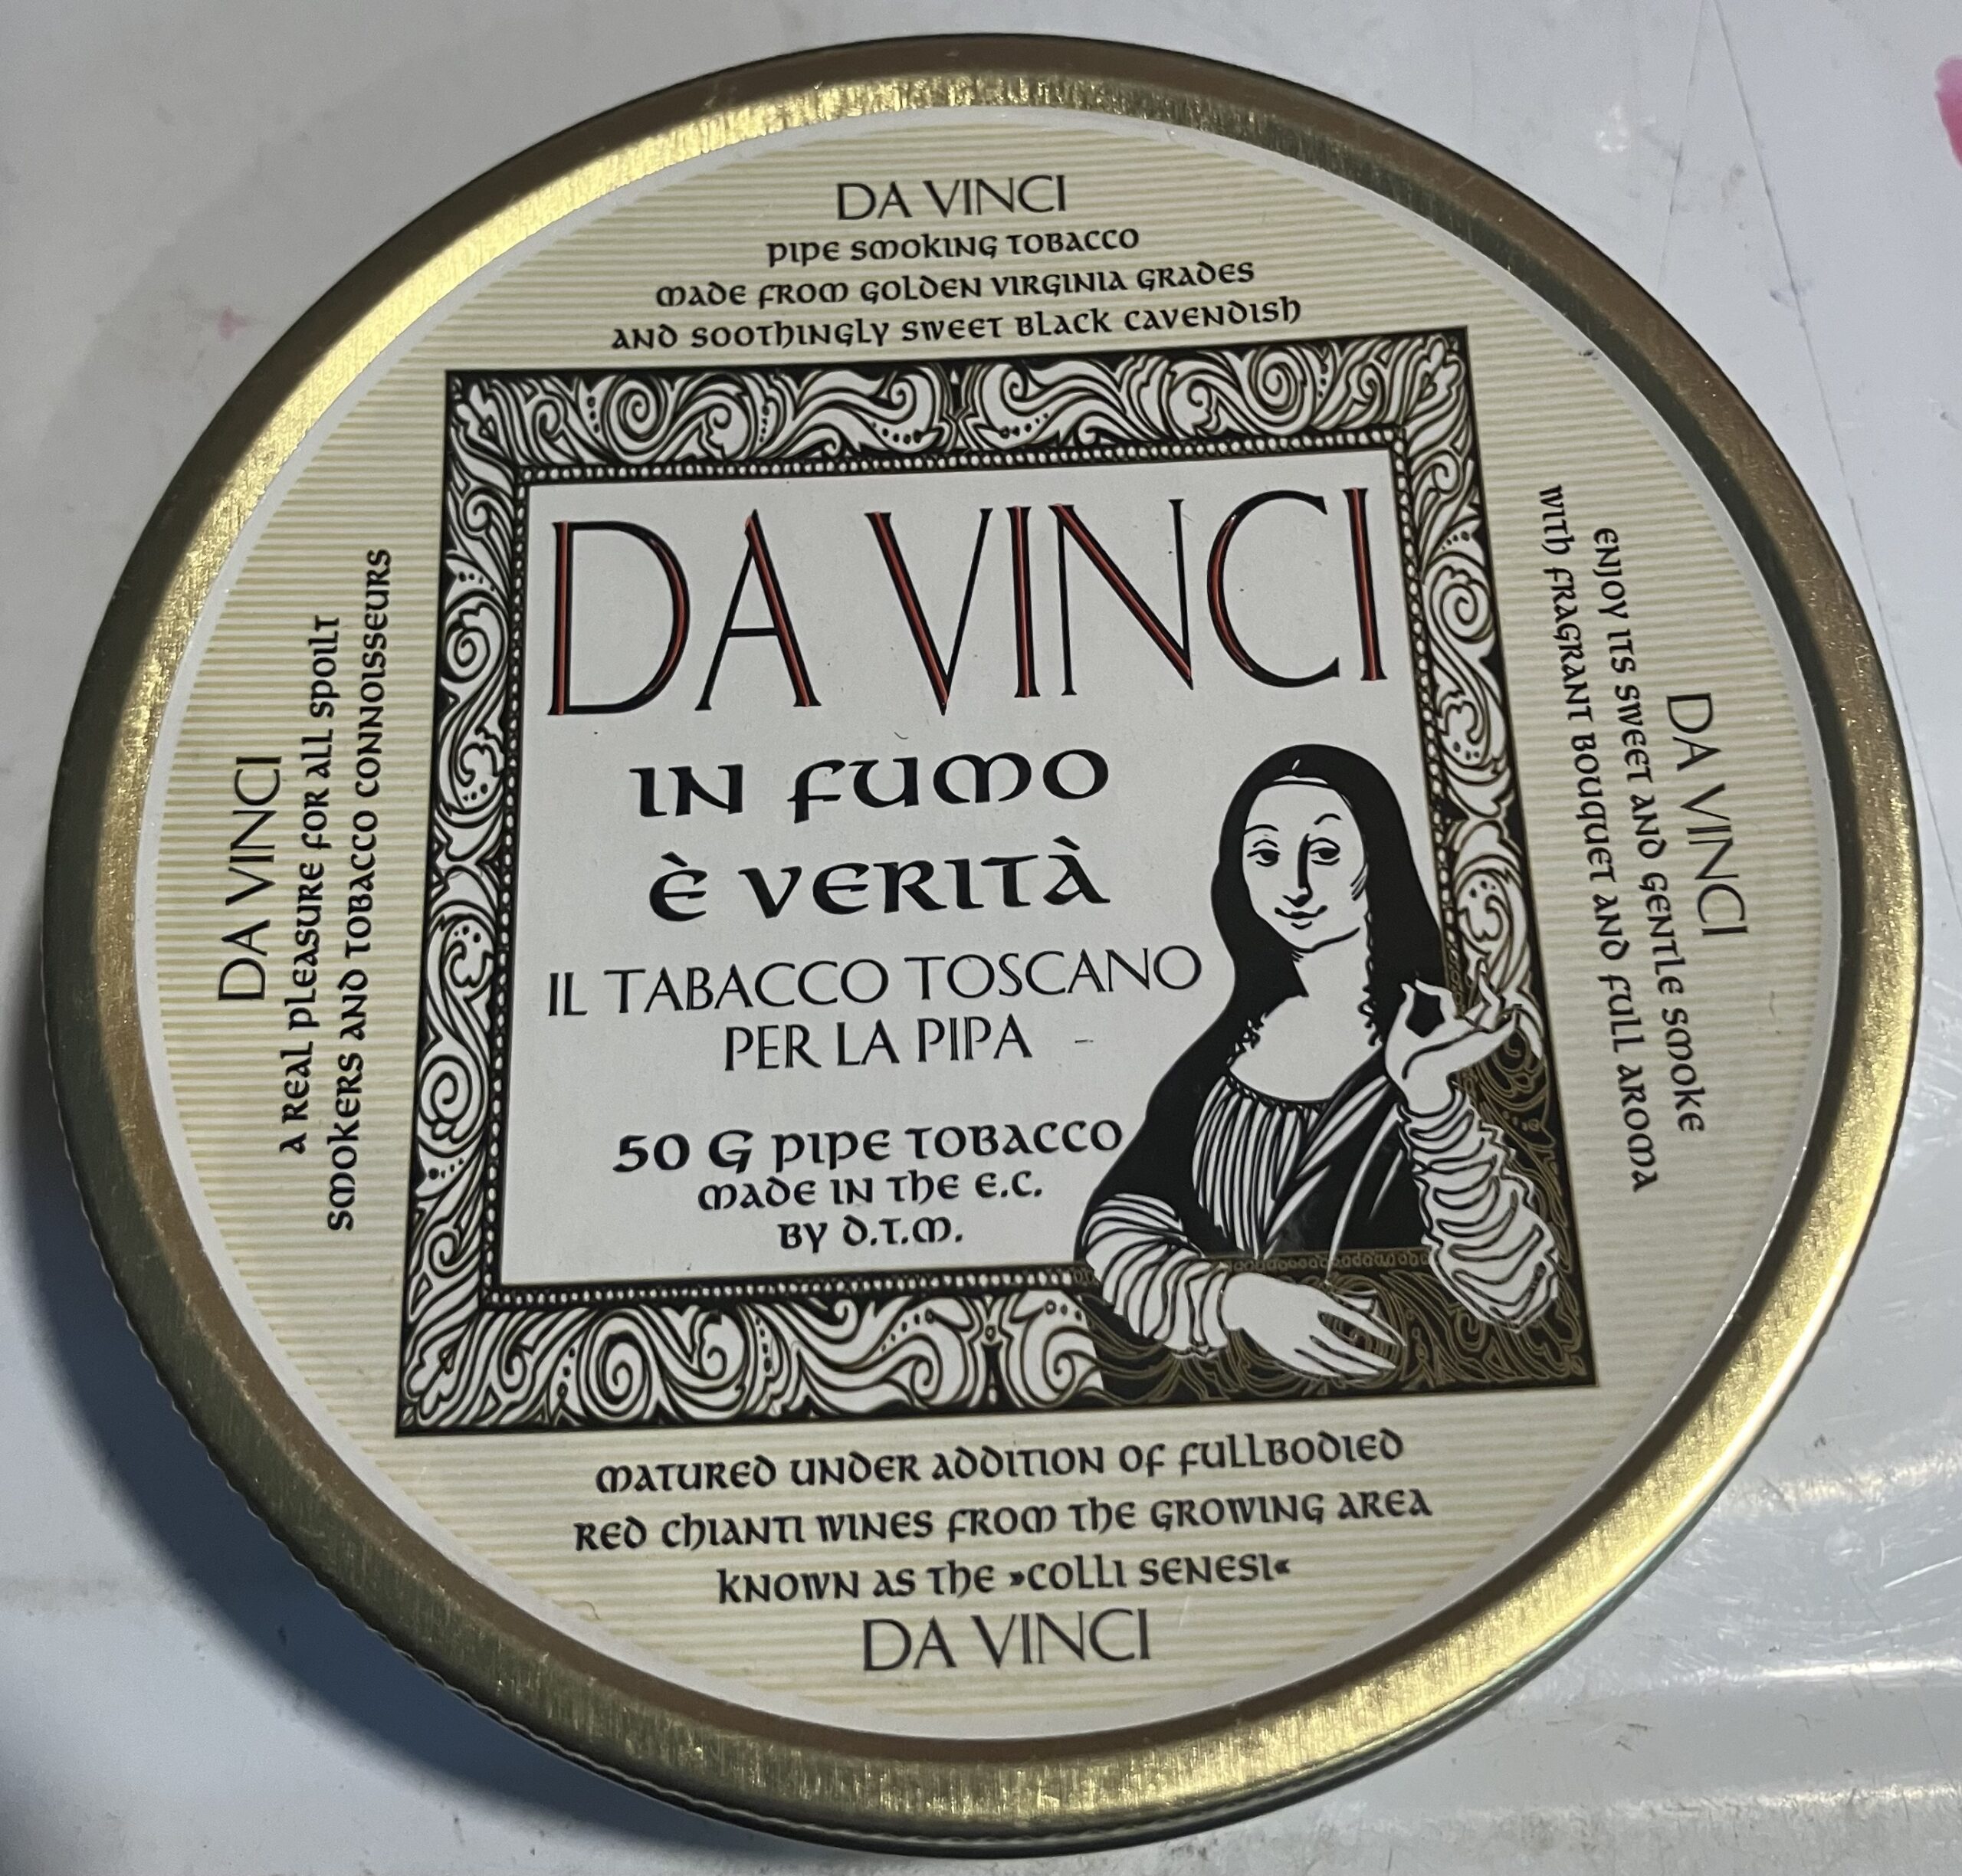 DA VINCI
PIPE SMOKING TOBACCO
MADE FROM GOLDEN VIRGINIA GRADES
AND SOOTHINGLY SWEET BLACK CAVENDISH
DA VINCI
IN FUMO
È VERITÀ
IL TABACCO TOSCANO
PER LA PIPA
50 G PIPE TOBACCO
MADE IN THE E.C.
BY D.T.M.
DA VINCI
A REAL PLEASURE FOR ALL SPOILT
SMOKERS AND TOBACCO CONNOISSEURS
DA VINCI
ENJOY ITS SWEET AND GENTLE SMOKE
WITH FRAGRANT BOUQUET AND FULL AROMA
MATURED UNDER ADDITION OF FULLBODIED
RED CHIANTI WINES FROM THE GROWING AREA
KNOWN AS THE »COLLI SENESI«
DA VINCI